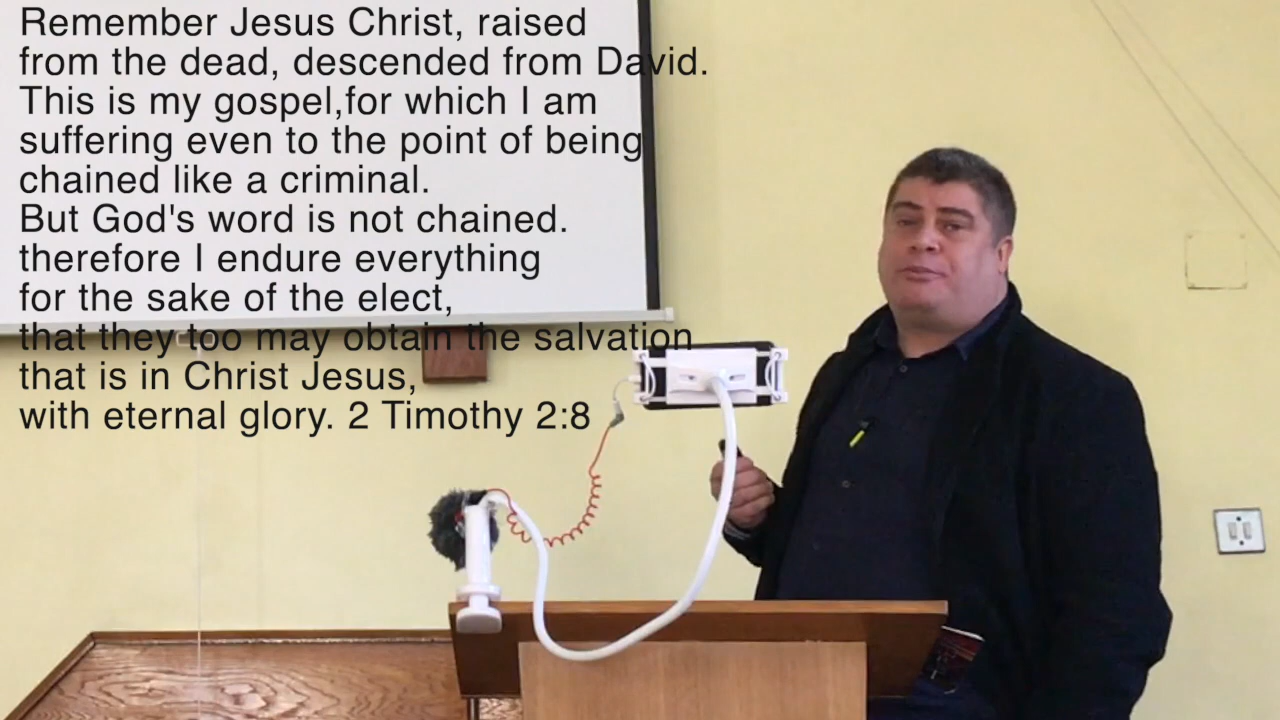 Remember Jesus Christ, raised
from the dead, descended from David.
This is my gospel,for which I am
suffering even to the point of being
chained like a criminal.
But God's word is not chained.
therefore I endure everything
for the sake of the elect,
that they too may obtain the salvation
that is in Christ Jesus,
with eternal glory. 2 Timothy 2:8